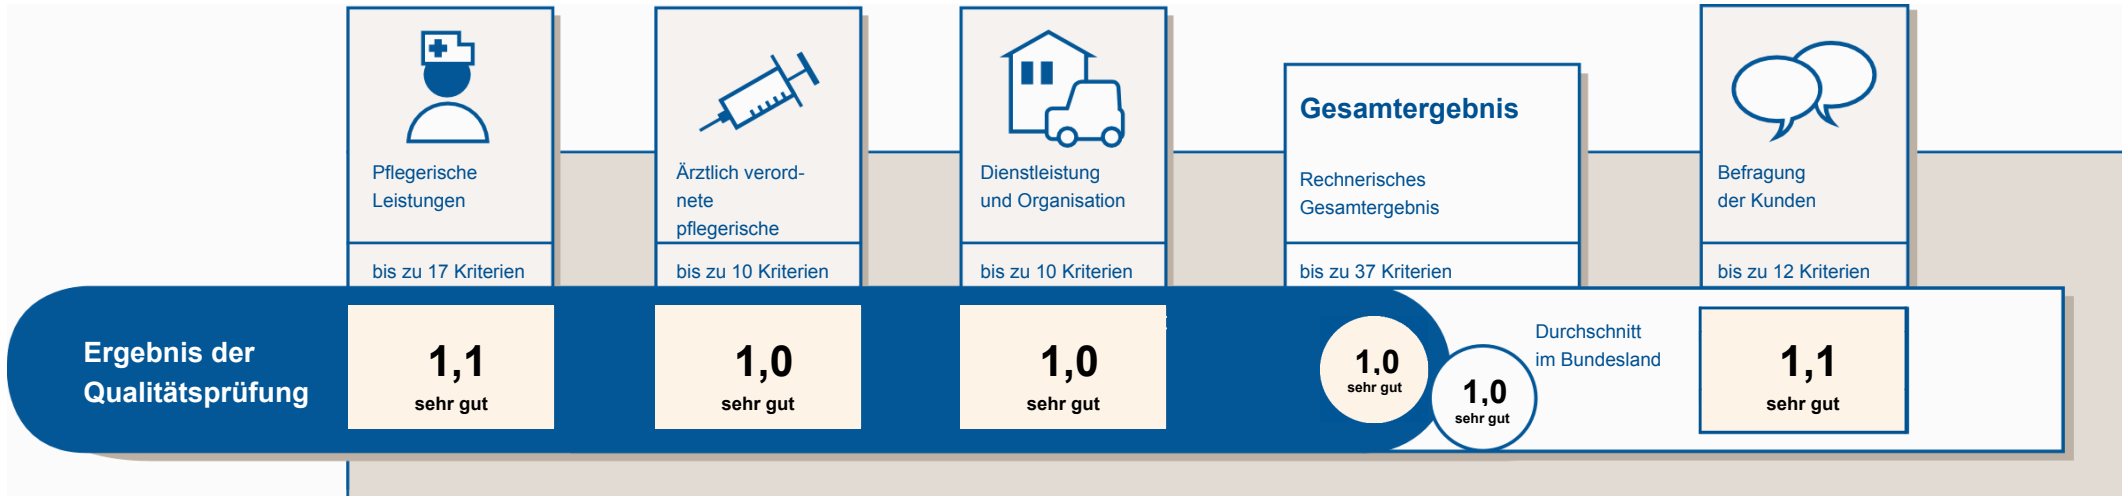 Pflegerische
Leistungen
bis zu 17 Kriterien
Ärztlich verord-
nete
pflegerische
bis zu 10 Kriterien
Dienstleistung
und Organisation
bis zu 10 Kriterien
Gesamtergebnis
Rechnerisches
Gesamtergebnis
bis zu 37 Kriterien
Befragung
der Kunden
bis zu 12 Kriterien
Ergebnis der
Qualitätsprüfung
1,1
sehr gut
1,0
sehr gut
1,0
sehr gut
1,0
sehr gut
1,0
sehr gut
Durchschnitt
im Bundesland
1,1
sehr gut